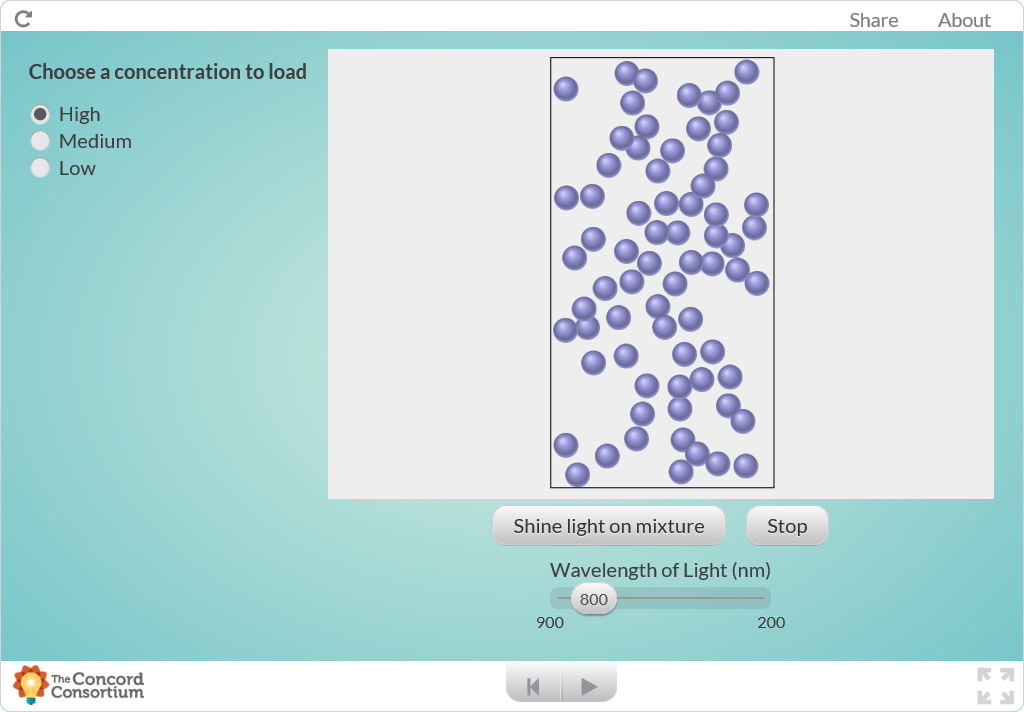 Share About
Choose a concentration to load
High
Medium
Low
Shine light on mixture Stop
Wavelength of Light (nm)
800
900 200
The Concord
Consortium